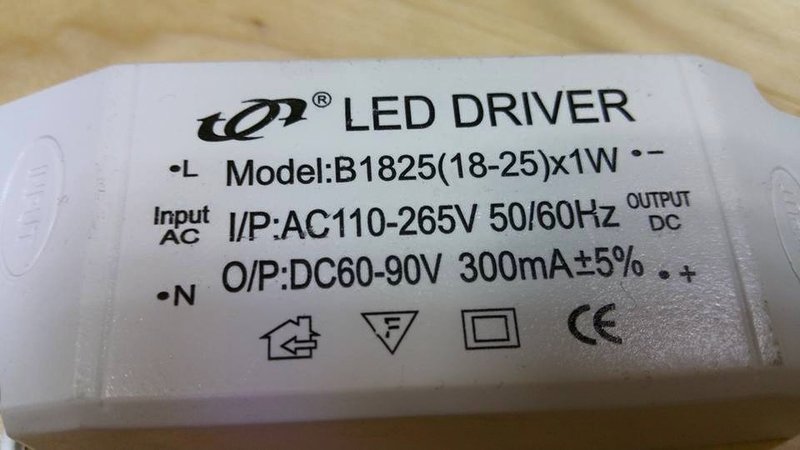 ® LED DRIVER
•L Model:B1825(18-25)x1W •−
Input AC I/P:AC110-265V 50/60Hz OUTPUT DC
•N O/P:DC60-90V 300mA±5% •+
F CE